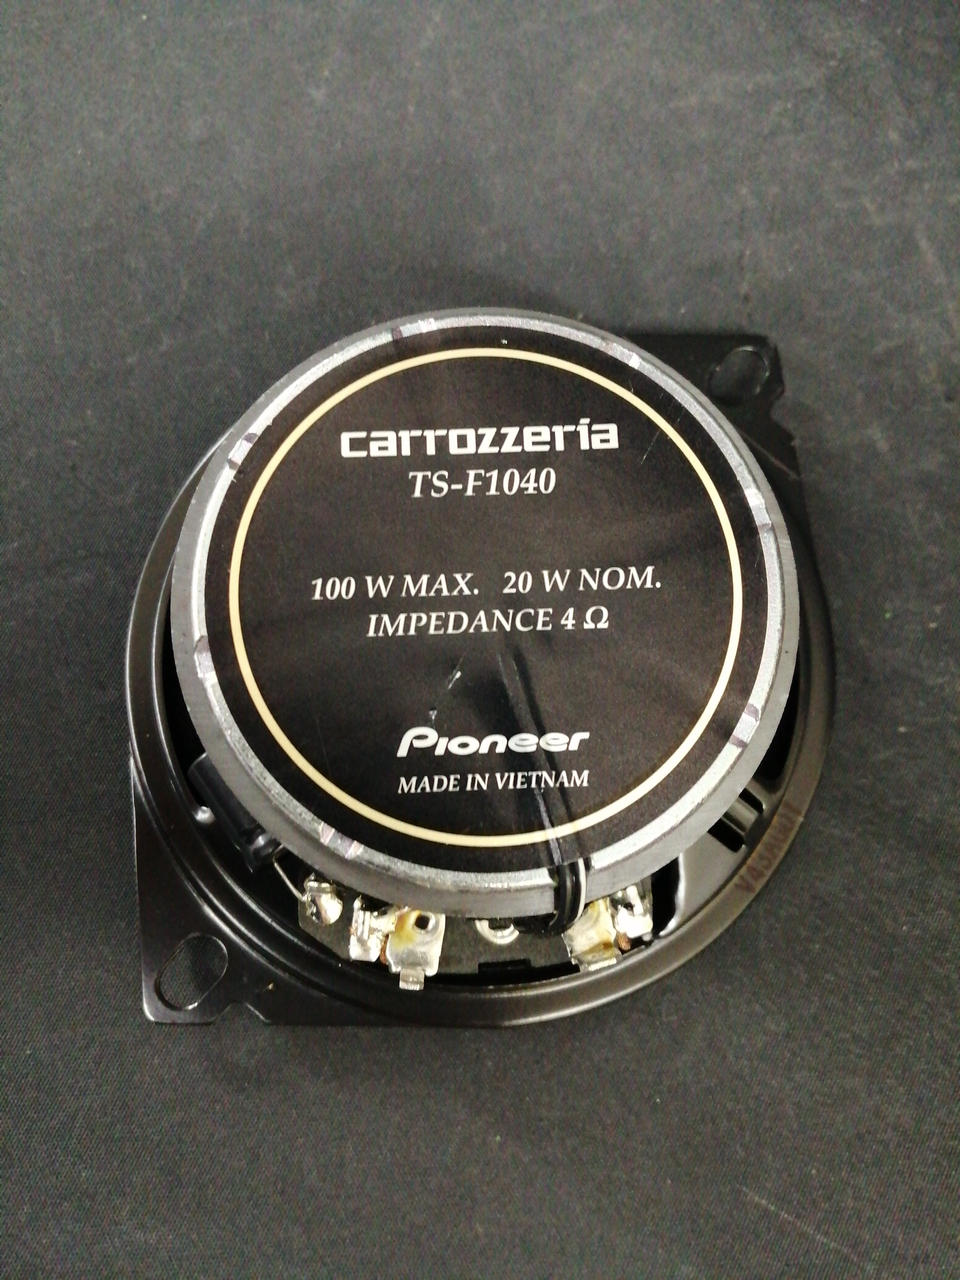 carrozzeria
TS-F1040
100 W MAX. 20 W NOM.
IMPEDANCE 4 Ω
Pioneer
MADE IN VIETNAM